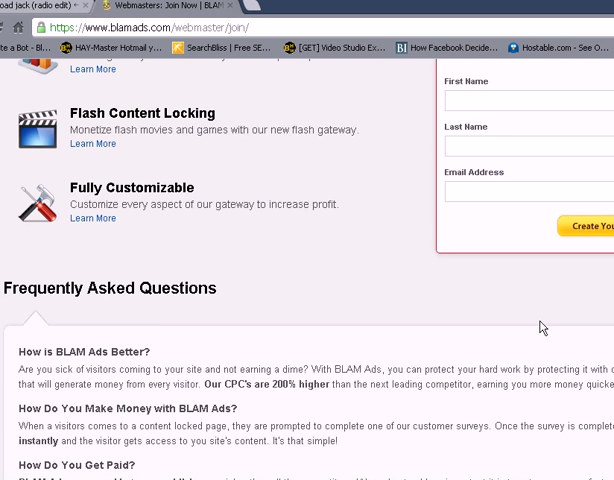 oad jack (radio edit)
Webmasters: Join Now | BLAM
https://www.blamads.com/webmaster/join/
te a Bot - Bl...
HAY-Master Hotmal y...
SearchBliss | Free SE...
[GET] Video Studio Ex...
BI How Facebook Decide...
Hostable.com - See O...
Learn More
Flash Content Locking
Monetize flash movies and games with our new flash gateway.
Learn More
Fully Customizable
Customize every aspect of our gateway to increase profit.
Learn More
First Name
Last Name
Email Address
Create You
Frequently Asked Questions
How is BLAM Ads Better?
Are you sick of visitors coming to your site and not earning a dime? With BLAM Ads, you can protect your hard work by protecting it with
that will generate money from every visitor. Our CPC's are 200% higher than the next leading competitor, earning you more money quicke
How Do You Make Money with BLAM Ads?
When a visitors comes to a content locked page, they are prompted to complete one of our customer surveys. Once the survey is complet
instantly and the visitor gets access to you site's content. It's that simple!
How Do You Get Paid?